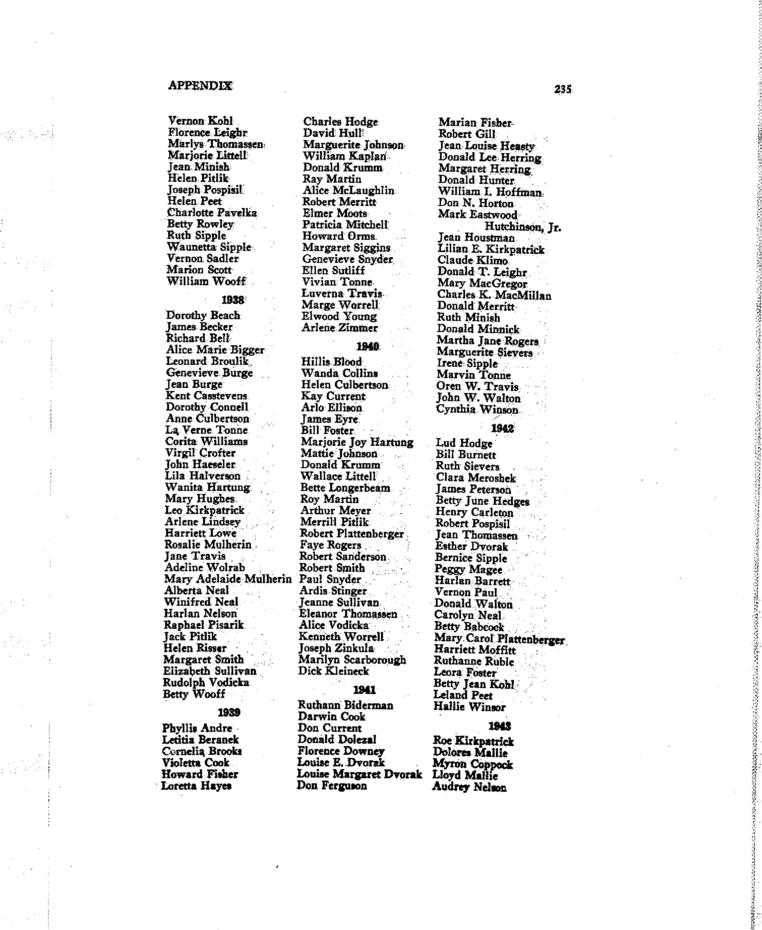 APPENDIX
235
Vernon Kohl
Florence Leighr
Marlys Thomassen
Marjorie Littell
Jean Minish
Helen Pitlik
Joseph Pospisil
Helen Peet
Charlotte Pavelka
Betty Rowley
Ruth Sipple
Waunetta Sipple
Vernon Sadler
Marion Scott
William Wooff
1938
Dorothy Beach
James Becker
Richard Bell
Alice Marie Bigger
Leonard Broulik
Genevieve Burge
Jean Burge
Kent Casstevens
Dorothy Connell
Anne Culbertson
La Verne Tonne
Corita Williams
Virgil Crofter
John Haeseler
Lila Halverson
Wanita Hartung
Mary Hughes
Leo Kirkpatrick
Arlene Lindsey
Harriett Lowe
Rosalie Mulherin
Jane Travis
Adeline Wolrab
Mary Adelaide Mulherin
Alberta Neal
Winifred Neal
Harlan Nelson
Raphael Pisarik
Jack Pitlik
Helen Risser
Margaret Smith
Elizabeth Sullivan
Rudolph Vodicka
Betty Wooff
1939
Phyllis Andre
Letitia Beranek
Cornelia Brooks
Violetta Cook
Howard Fisher
Loretta Hayes
Charles Hodge
David Hull
Marguerite Johnson
William Kaplan
Donald Krumm
Ray Martin
Alice McLaughlin
Robert Merritt
Elmer Moots
Patricia Mitchell
Howard Orms
Margaret Siggins
Genevieve Snyder
Ellen Sutliff
Vivian Tonne
Luverna Travis
Marge Worrell
Elwood Young
Arlene Zimmer
1940
Hillis Blood
Wanda Collins
Helen Culbertson
Kay Current
Arlo Ellison
James Eyre
Bill Foster
Marjorie Joy Hartung
Mattie Johnson
Donald Krumm
Wallace Littell
Bette Longerbeam
Roy Martin
Arthur Meyer
Merrill Pitlik
Robert Plattenberger
Faye Rogers
Robert Sanderson
Robert Smith
Paul Snyder
Ardis Stinger
Jeanne Sullivan
Eleanor Thomassen
Alice Vodicka
Kenneth Worrell
Joseph Zinkula
Marilyn Scarborough
Dick Kleineck
1941
Ruthann Biderman
Darwin Cook
Don Current
Donald Dolezal
Florence Downey
Louise E. Dvorak
Louise Margaret Dvorak
Don Ferguson
Marian Fisher
Robert Gill
Jean Louise Heasty
Donald Lee Herring
Margaret Herring
Donald Hunter
William I. Hoffman
Don N. Horton
Mark Eastwood
Hutchinson, Jr.
Jean Houstman
Lilian E. Kirkpatrick
Claude Klimo
Donald T. Leighr
Mary MacGregor
Charles K. MacMillan
Donald Merritt
Ruth Minish
Donald Minnick
Martha Jane Rogers
Marguerite Sievers
Irene Sipple
Marvin Tonne
Oren W. Travis
John W. Walton
Cynthia Winson
1942
Lud Hodge
Bill Burnett
Ruth Sievers
Clara Meroshek
James Peterson
Betty June Hedges
Henry Carleton
Robert Pospisil
Jean Thomassen
Esther Dvorak
Bernice Sipple
Peggy Magee
Harlan Barrett
Vernon Paul
Donald Walton
Carolyn Neal
Betty Babcock
Mary Carol Plattenberger
Harriett Moffitt
Ruthanne Ruble
Leora Foster
Betty Jean Kohl
Leland Peet
Hallie Winsor
1943
Roe Kirkpatrick
Dolores Mallie
Myron Coppock
Lloyd Mallie
Audrey Nelson